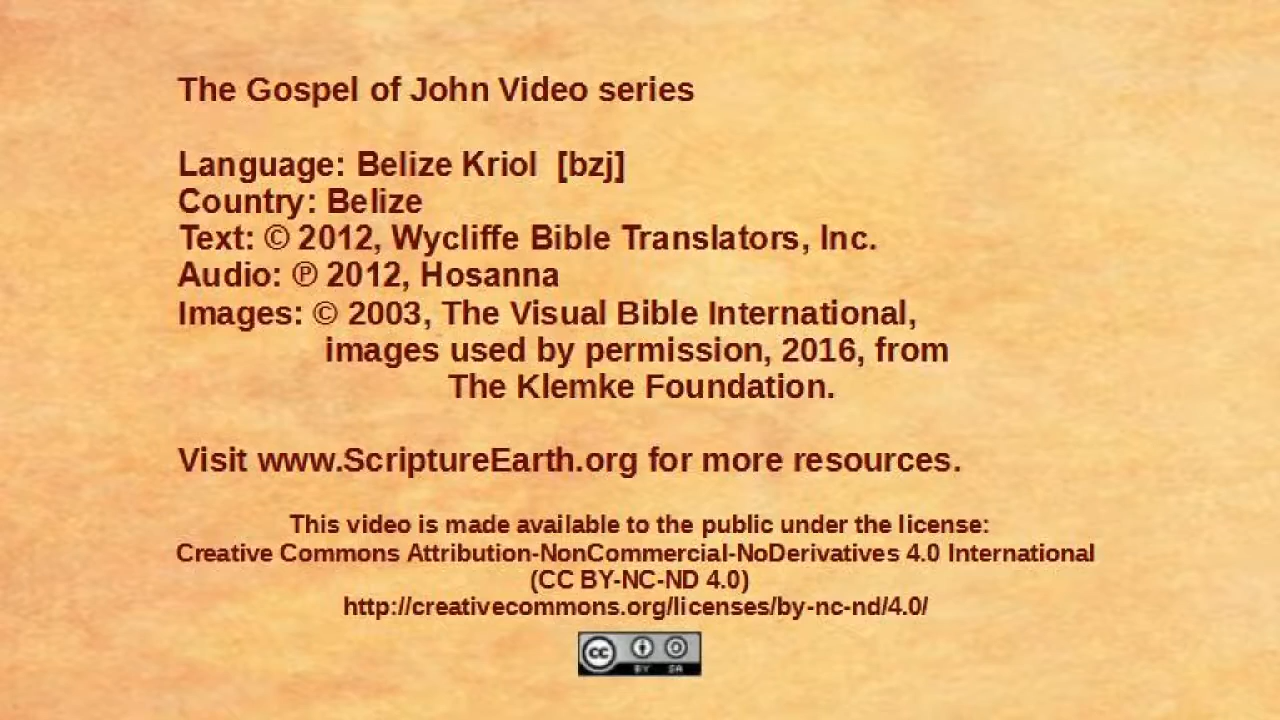 The Gospel of John Video series
Language: Belize Kriol [bzj]
Country: Belize
Text: © 2012, Wycliffe Bible Translators, Inc.
Audio: ℗ 2012, Hosanna
Images: © 2003, The Visual Bible International,
images used by permission, 2016, from
The Klemke Foundation.
Visit www.ScriptureEarth.org for more resources.
This video is made available to the public under the license:
Creative Commons Attribution-NonCommercial-NoDerivatives 4.0 International
(CC BY-NC-ND 4.0)
http://creativecommons.org/licenses/by-nc-nd/4.0/
cc
BY SA